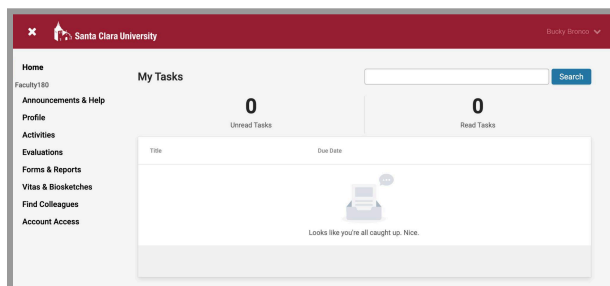 Santa Clara University
Bucky Bronco
Home
Faculty180
Announcements & Help
Profile
Activities
Evaluations
Forms & Reports
Vitas & Biosketches
Find Colleagues
Account Access
My Tasks
Search
0
Unread Tasks
0
Read Tasks
Title Due Date
Looks like you're all caught up. Nice.